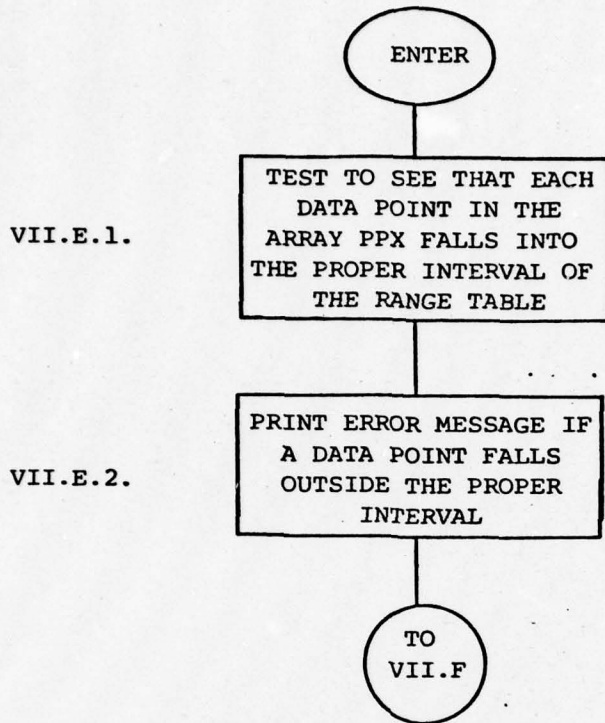 ENTER
VII.E.1.
TEST TO SEE THAT EACH
DATA POINT IN THE
ARRAY PPX FALLS INTO
THE PROPER INTERVAL OF
THE RANGE TABLE
VII.E.2.
PRINT ERROR MESSAGE IF
A DATA POINT FALLS
OUTSIDE THE PROPER
INTERVAL
TO
VII.F